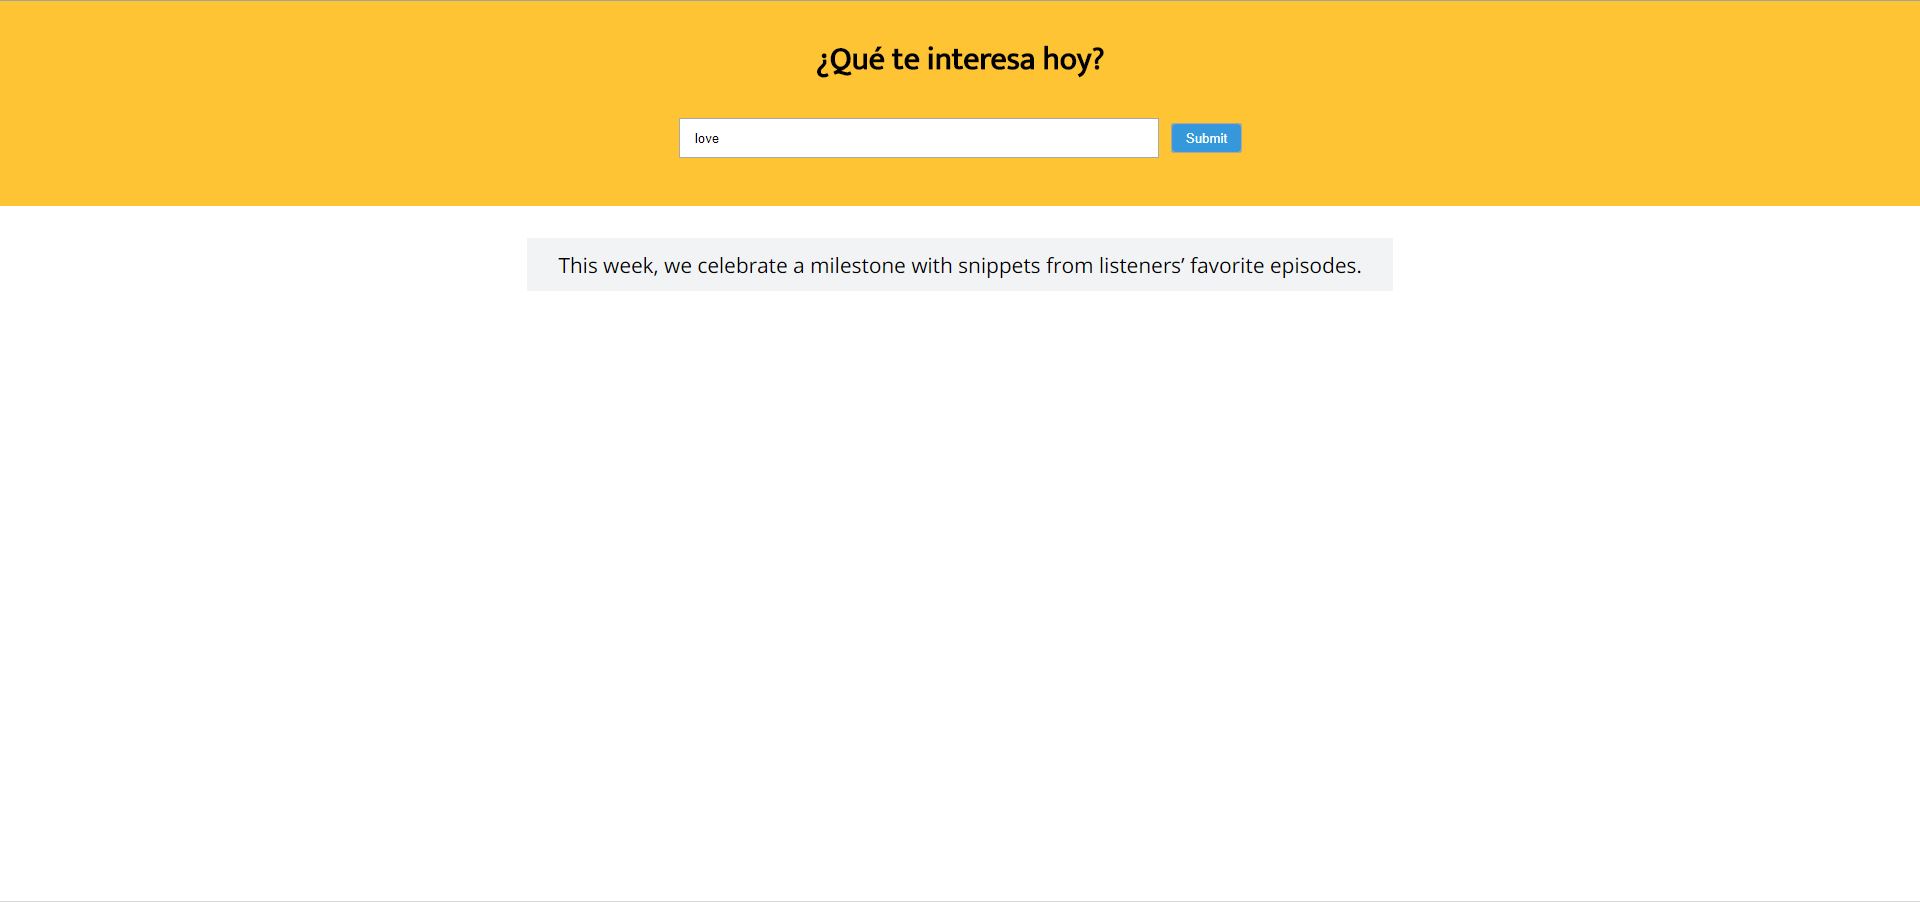 ¿Qué te interesa hoy?
love
Submit
This week, we celebrate a milestone with snippets from listeners’ favorite episodes.